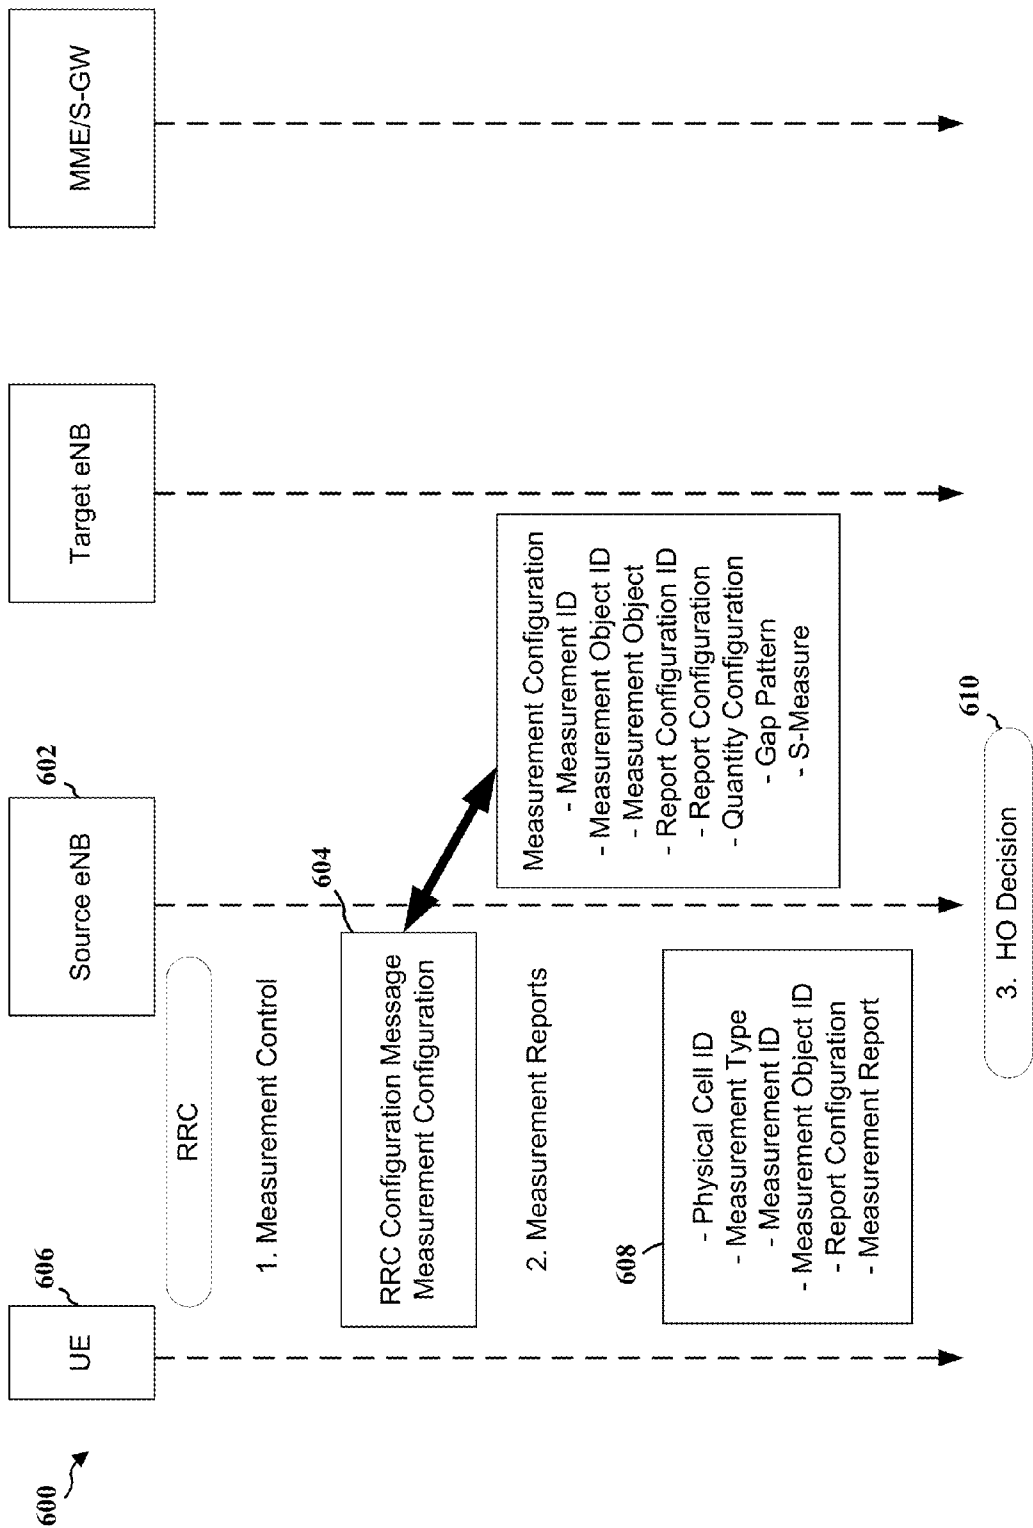 600
606
602
UE
Source eNB
Target eNB
MME/S-GW
RRC
1. Measurement Control
604
RRC Configuration Message
Measurement Configuration
Measurement Configuration
- Measurement ID
- Measurement Object ID
- Measurement Object
- Report Configuration ID
- Report Configuration
- Quantity Configuration
- Gap Pattern
- S-Measure
2. Measurement Reports
608
- Physical Cell ID
- Measurement Type
- Measurement ID
- Measurement Object ID
- Report Configuration
- Measurement Report
610
3. HO Decision